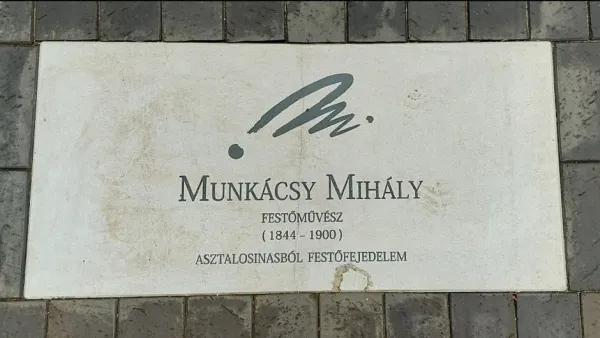 MUNKÁCSY MIHÁLY
FESTŐMŰVÉSZ
(1844 - 1900)
ASZTALOSINASBÓL FESTŐFEJEDELEM